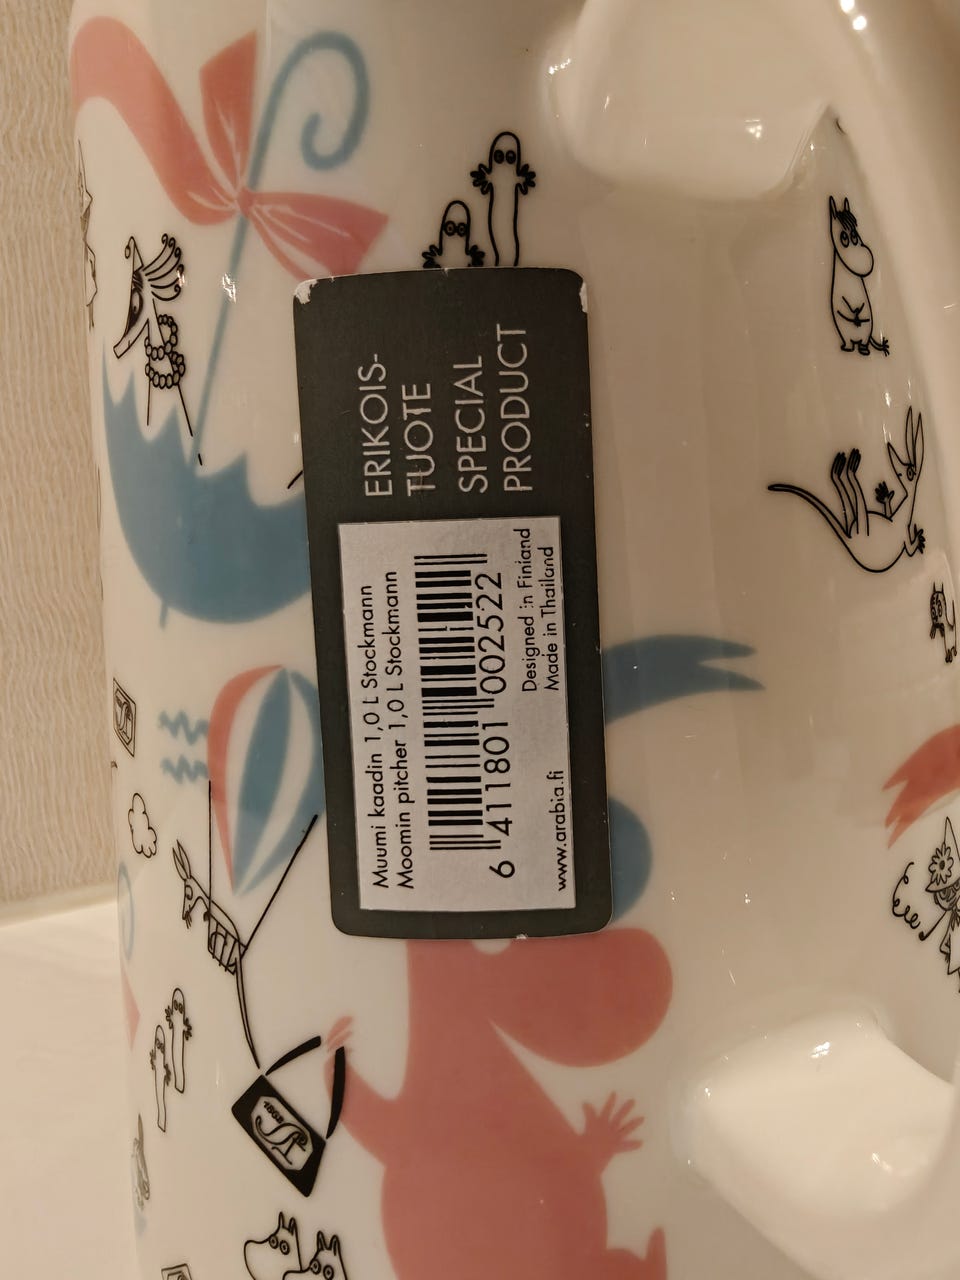 ERIKOIS-
TUOTE
SPECIAL
PRODUCT
Muumi kaadin 1,0 L Stockmann
Moomin pitcher 1,0 L Stockmann
6 411801 002522
Designed in Finland
Made in Thailand
www.arabia.fi
1862